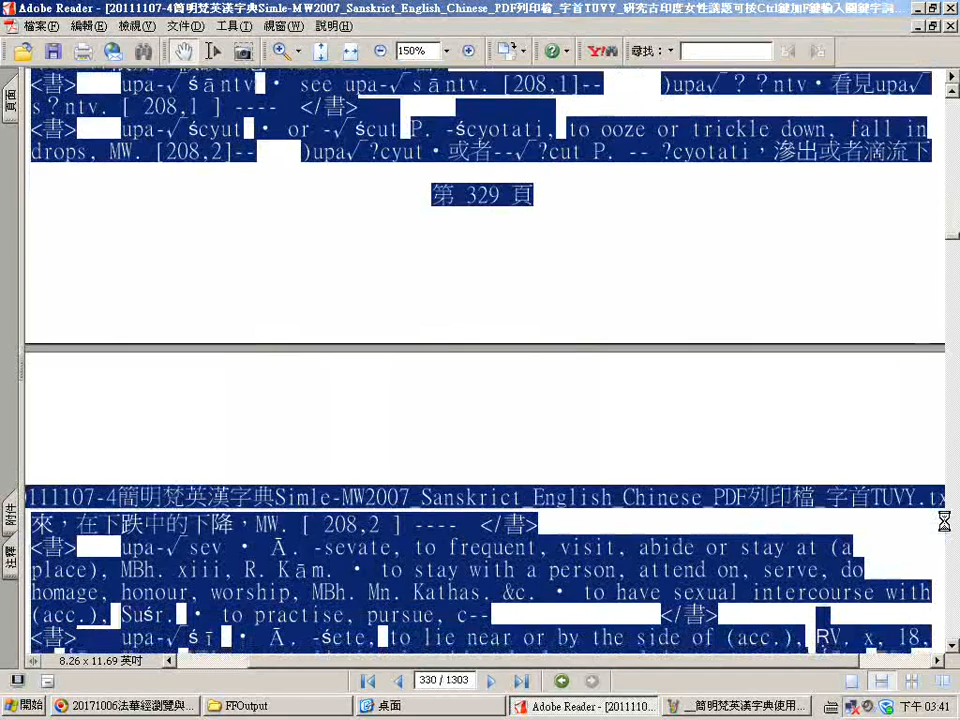 Adobe Reader - [20111107-4簡明梵英漢字典Simle-MW2007_Sanskrict_English_Chinese_PDF列印檔_字首TUVY_研究古印度女性議題可按Ctrl鍵加F鍵輸入關鍵字詞...
檔案(F) 編輯(E) 檢視(V) 文件(D) 工具(T) 視窗(W) 說明(H)
150% 尋找：
頁面
<書> upa-√śāntv • see upa-√sāntv. [208,1]-- )upa√??ntv•看見upa√
s?ntv. [ 208,1 ] ---- </書>
<書> upa-√ścyut • or -√ścut P. -ścyotati, to ooze or trickle down, fall in
drops, MW. [208,2]-- )upa√?cyut•或者--√?cut P. -- ?cyotati，滲出或者滴流下
第 329 頁
111107-4簡明梵英漢字典Simle-MW2007_Sanskrict_English_Chinese_PDF列印檔_字首TUVY.tx
來，在下跌中的下降，MW. [ 208,2 ] ---- </書>
<書> upa-√sev • Ā. -sevate, to frequent, visit, abide or stay at (a
place), MBh. xiii, R. Kām. • to stay with a person, attend on, serve, do
homage, honour, worship, MBh. Mn. Kathas. &c. • to have sexual intercourse with
(acc.), Suśr. • to practise, pursue, c-- </書>
<書> upa-√śī • Ā. -śete, to lie near or by the side of (acc.), ṚV. x, 18,
附件
註釋
8.26 x 11.69 英吋
330 / 1303
開始 20171006法華經瀏覽與... FFOutput 桌面 Adobe Reader - [2011110... __簡明梵英字典使用... 下午 03:41